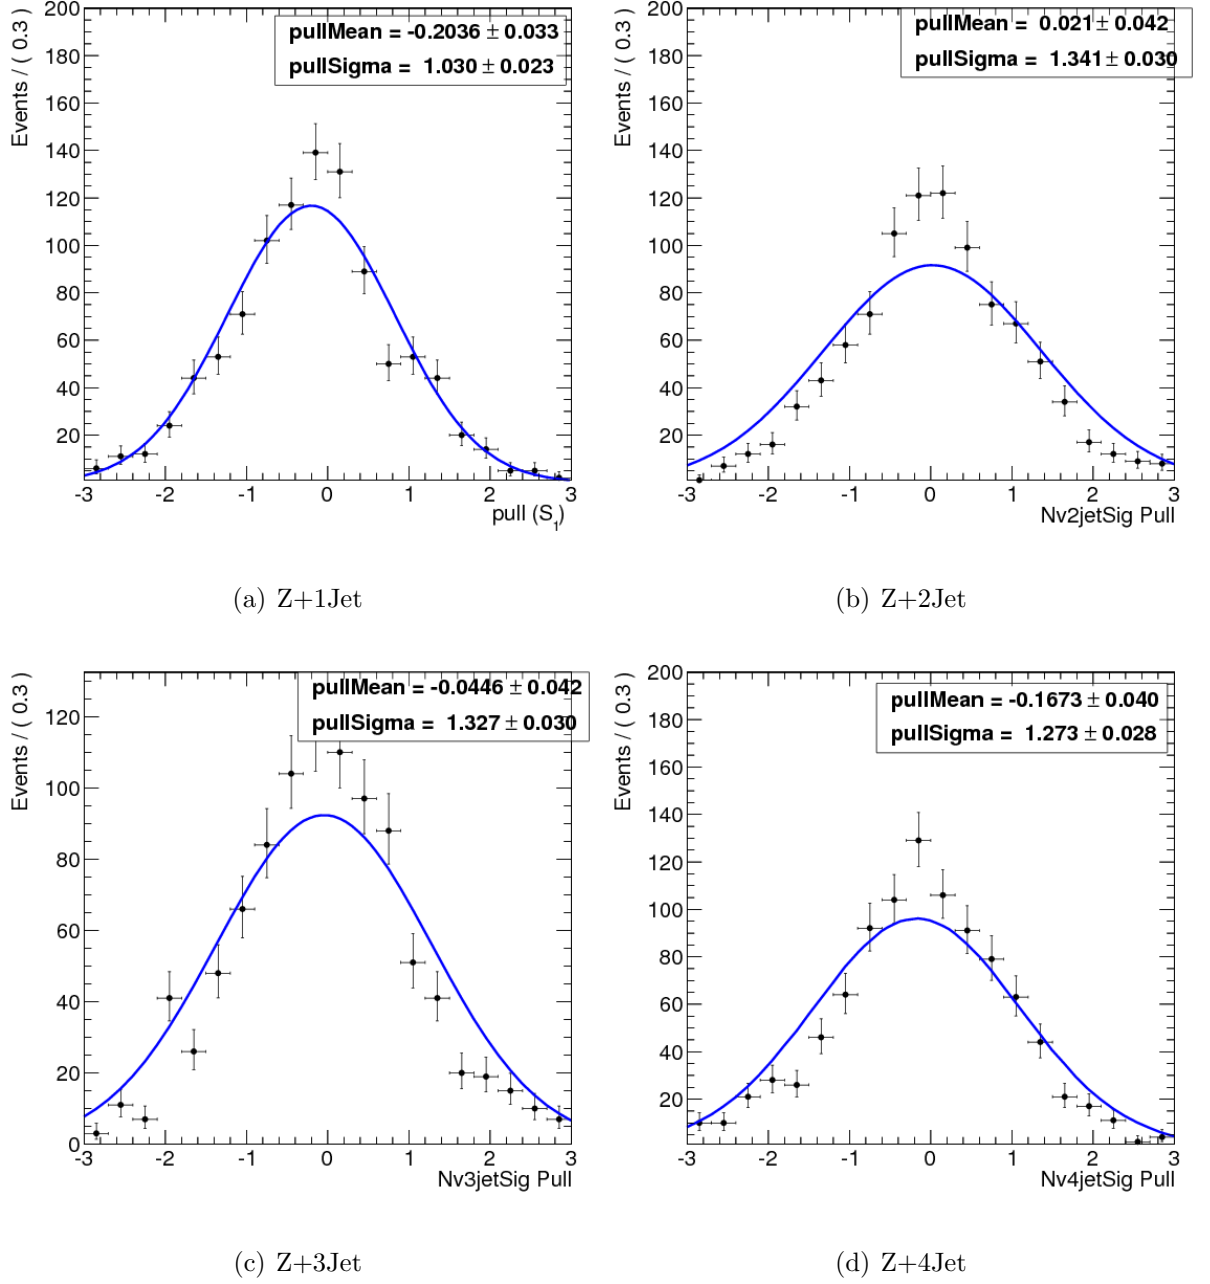 Events / ( 0.3 )
200
180
160
140
120
100
80
60
40
20
pullMean = -0.2036 ± 0.033
pullSigma = 1.030 ± 0.023
-3 -2 -1 0 1 2 3
pull (S1)
(a) Z+1Jet
Events / ( 0.3 )
200
180
160
140
120
100
80
60
40
20
pullMean = 0.021 ± 0.042
pullSigma = 1.341 ± 0.030
-3 -2 -1 0 1 2 3
Nv2jetSig Pull
(b) Z+2Jet
Events / ( 0.3 )
120
100
80
60
40
20
0
pullMean = -0.0446 ± 0.042
pullSigma = 1.327 ± 0.030
-3 -2 -1 0 1 2 3
Nv3jetSig Pull
(c) Z+3Jet
Events / ( 0.3 )
200
180
160
140
120
100
80
60
40
20
pullMean = -0.1673 ± 0.040
pullSigma = 1.273 ± 0.028
-3 -2 -1 0 1 2 3
Nv4jetSig Pull
(d) Z+4Jet